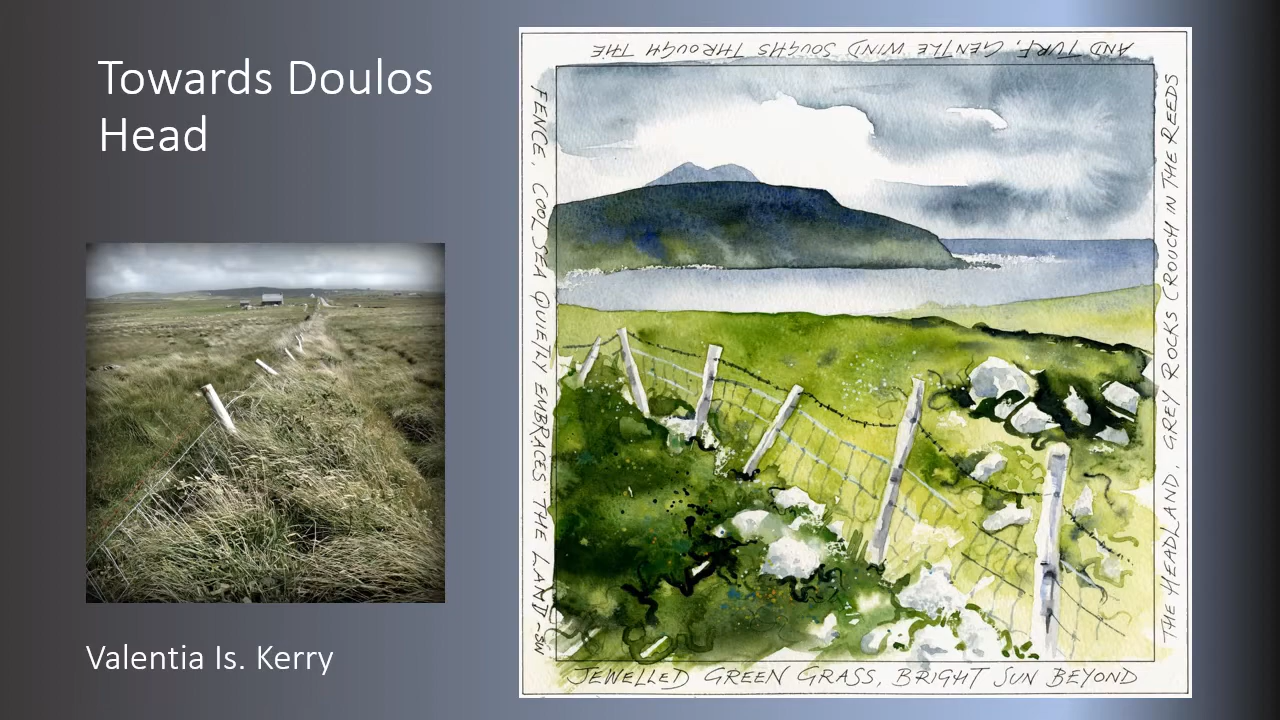 Towards Doulos
Head
Valentia Is. Kerry
JEWELLED GREEN GRASS, BRIGHT SUN BEYOND
THE HEADLAND, GREY ROCKS CROUCH IN THE REEDS
AND TURF, GENTLE WIND SOUGHS THROUGH THE
FENCE, COOL SEA QUIETLY EMBRACES THE LAND ~SW